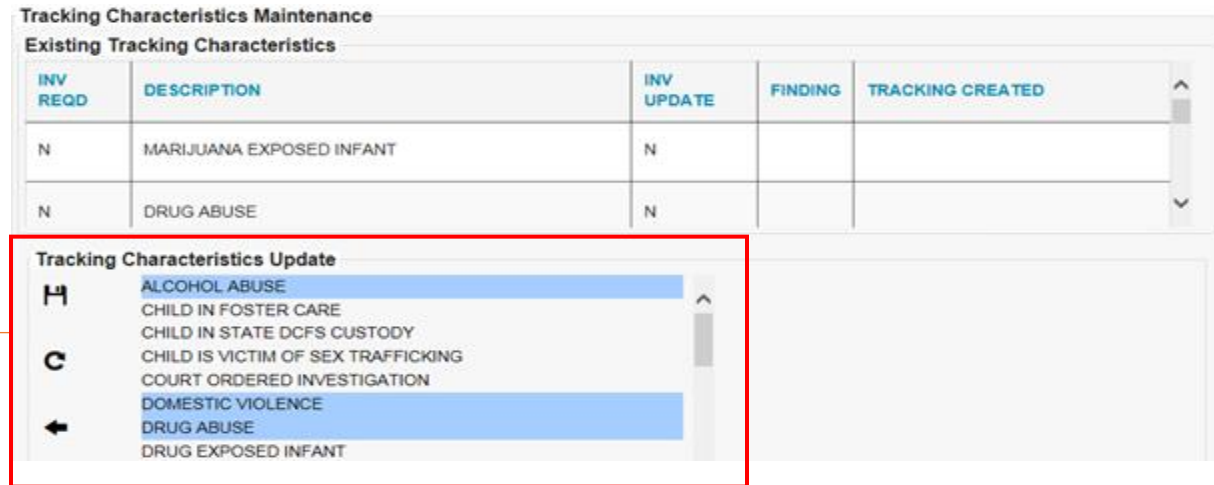 Tracking Characteristics Maintenance
Existing Tracking Characteristics
INV REQD DESCRIPTION INV UPDATE FINDING TRACKING CREATED
N MARIJUANA EXPOSED INFANT N
N DRUG ABUSE N
Tracking Characteristics Update
ALCOHOL ABUSE
CHILD IN FOSTER CARE
CHILD IN STATE DCFS CUSTODY
CHILD IS VICTIM OF SEX TRAFFICKING
COURT ORDERED INVESTIGATION
DOMESTIC VIOLENCE
DRUG ABUSE
DRUG EXPOSED INFANT